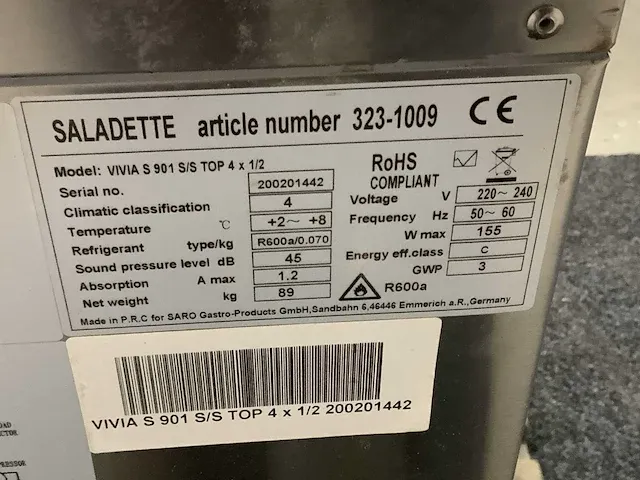 SALADETTE article number 323-1009 CE
Model: VIVIA S 901 S/S TOP 4 x 1/2
Serial no. 200201442
Climatic classification 4
Temperature °C +2~ +8
Refrigerant type/kg R600a/0.070
Sound pressure level dB 45
Absorption A max 1.2
Net weight kg 89
RoHS
COMPLIANT
Voltage V 220~ 240
Frequency Hz 50~ 60
W max 155
Energy eff.class C
GWP 3
R600a
Made in P.R.C for SARO Gastro-Products GmbH,Sandbahn 6,46446 Emmerich a.R.,Germany
VIVIA S 901 S/S TOP 4 x 1/2 200201442